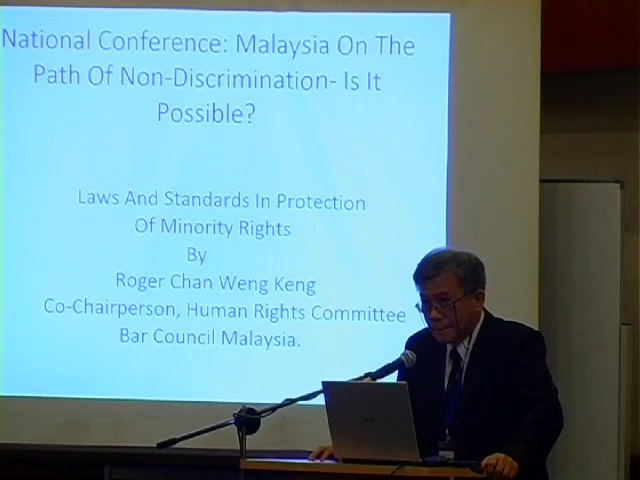 National Conference: Malaysia On The
Path Of Non-Discrimination- Is It
Possible?
Laws And Standards In Protection
Of Minority Rights
By
Roger Chan Weng Keng
Co-Chairperson, Human Rights Committee
Bar Council Malaysia.